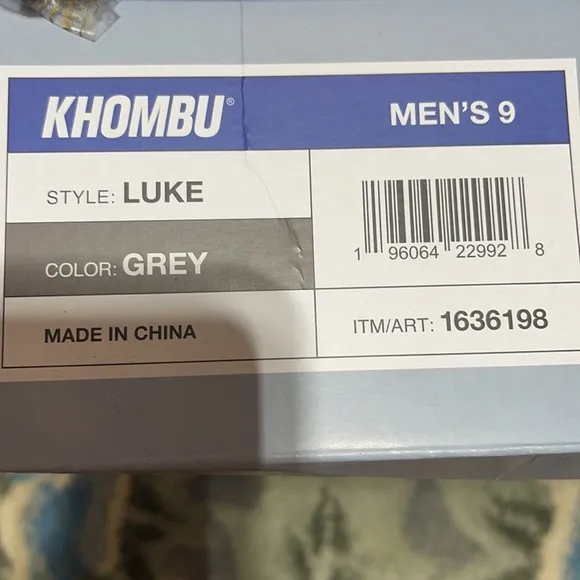 KHOMBU® MEN'S 9
STYLE: LUKE
1 96064 22992 8
COLOR: GREY
MADE IN CHINA
ITM/ART: 1636198